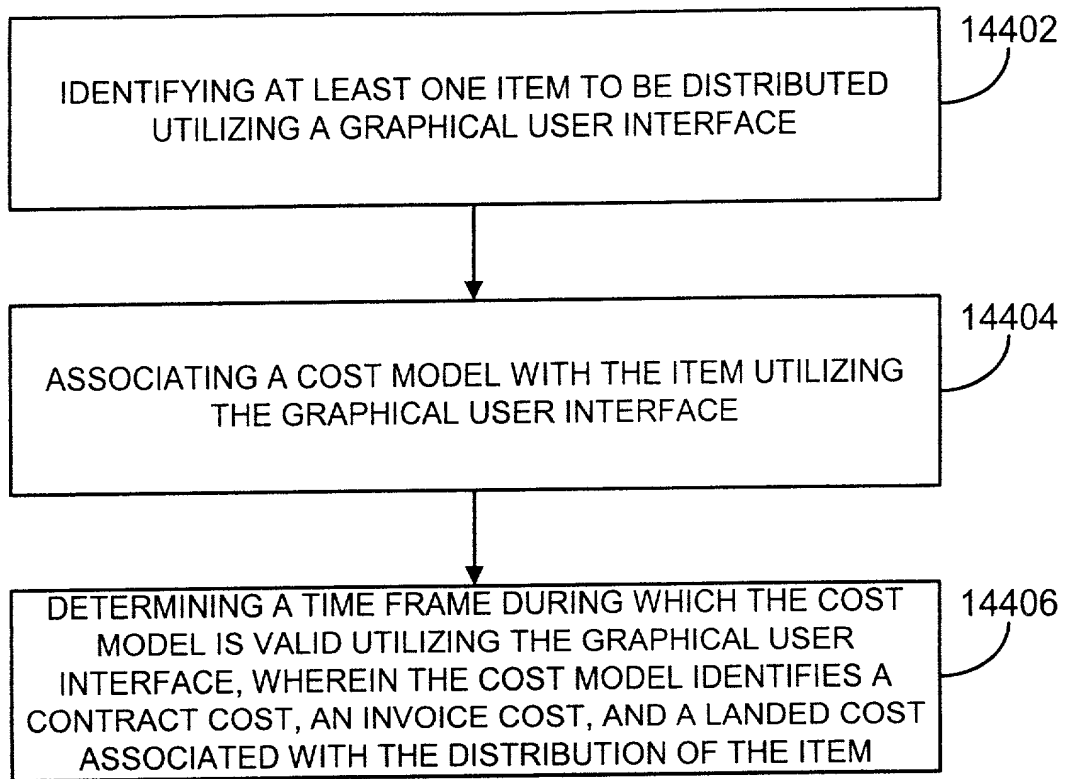 14402
IDENTIFYING AT LEAST ONE ITEM TO BE DISTRIBUTED
UTILIZING A GRAPHICAL USER INTERFACE
14404
ASSOCIATING A COST MODEL WITH THE ITEM UTILIZING
THE GRAPHICAL USER INTERFACE
14406
DETERMINING A TIME FRAME DURING WHICH THE COST
MODEL IS VALID UTILIZING THE GRAPHICAL USER
INTERFACE, WHEREIN THE COST MODEL IDENTIFIES A
CONTRACT COST, AN INVOICE COST, AND A LANDED COST
ASSOCIATED WITH THE DISTRIBUTION OF THE ITEM